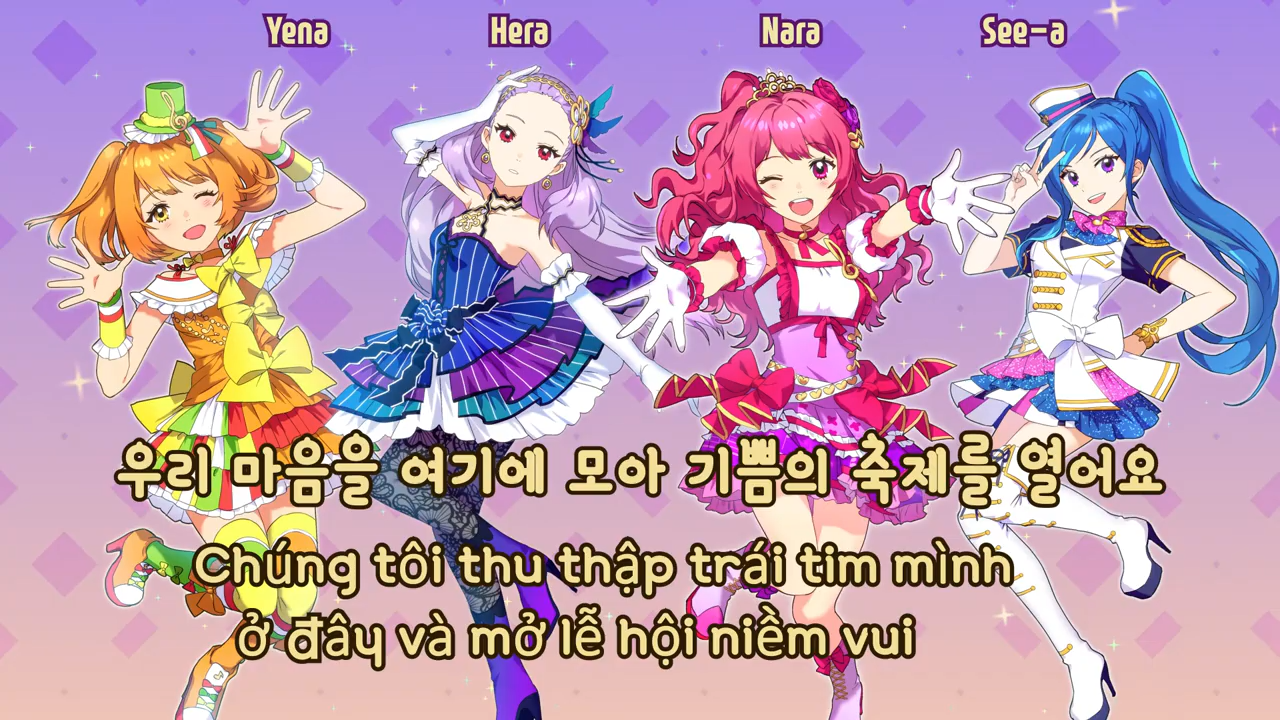 Yena Hera Nara See-a
우리 마음을 여기에 모아 기쁨의 축제를 열어요
Chúng tôi thu thập trái tim mình
ở đây và mở lễ hội niềm vui